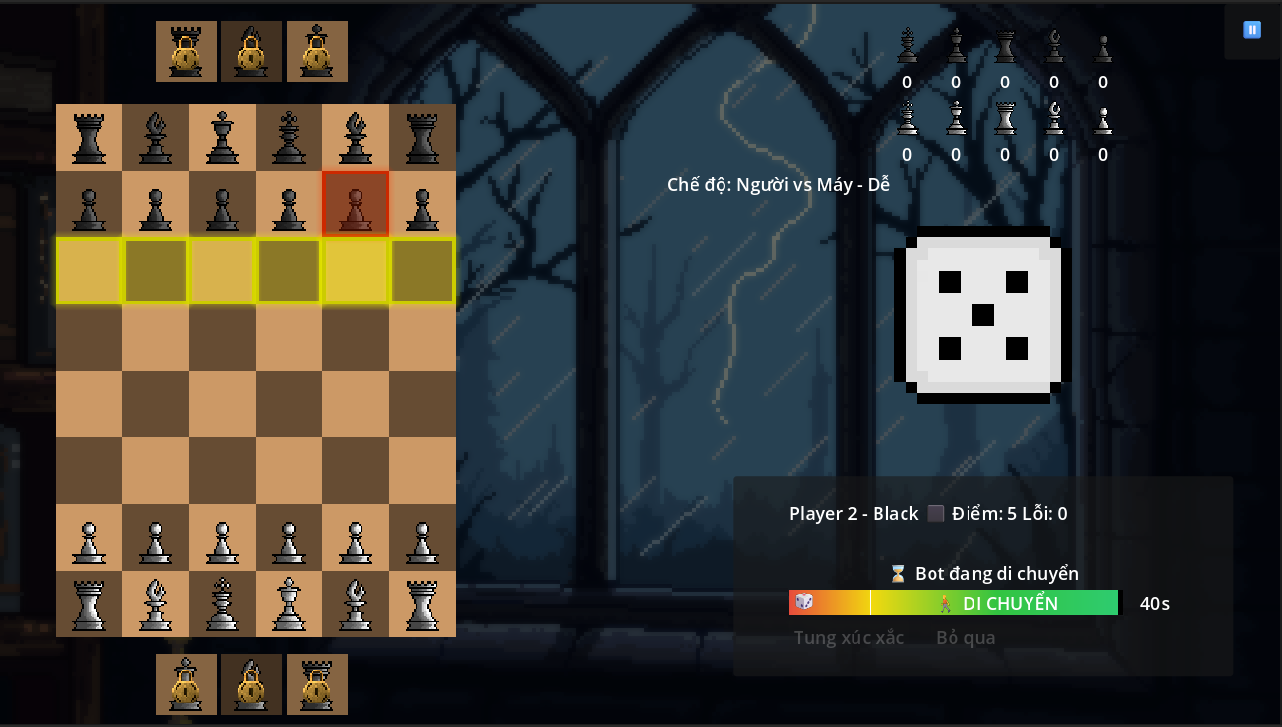 0 0 0 0 0
0 0 0 0 0
Chế độ: Người vs Máy - Dễ
Player 2 - Black Điểm: 5 Lỗi: 0
Bot đang di chuyển
DI CHUYỂN 40s
Tung xúc xắc Bỏ qua